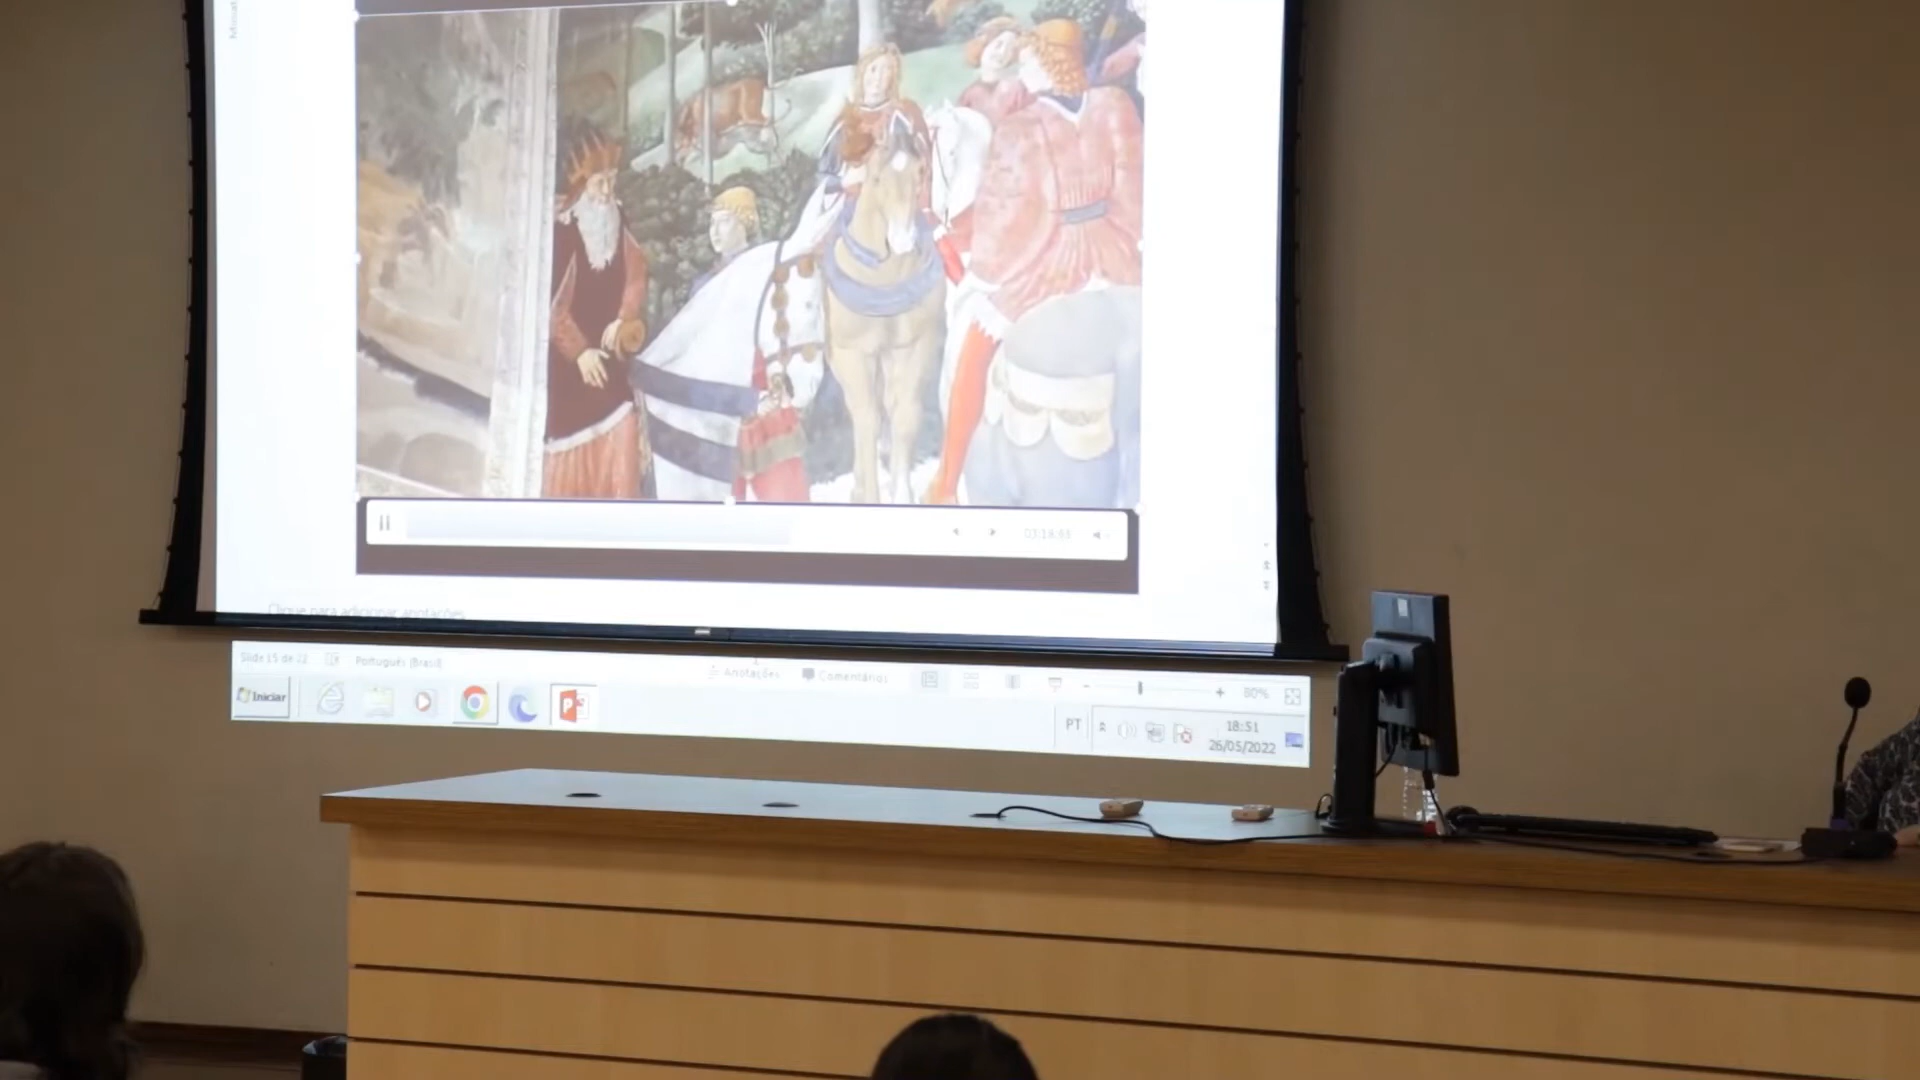 03:18,63
Clique para adicionar anotações
Slide 15 de 22 Português (Brasil) Anotações Comentários 80%
Iniciar PT 18:51
26/05/2022